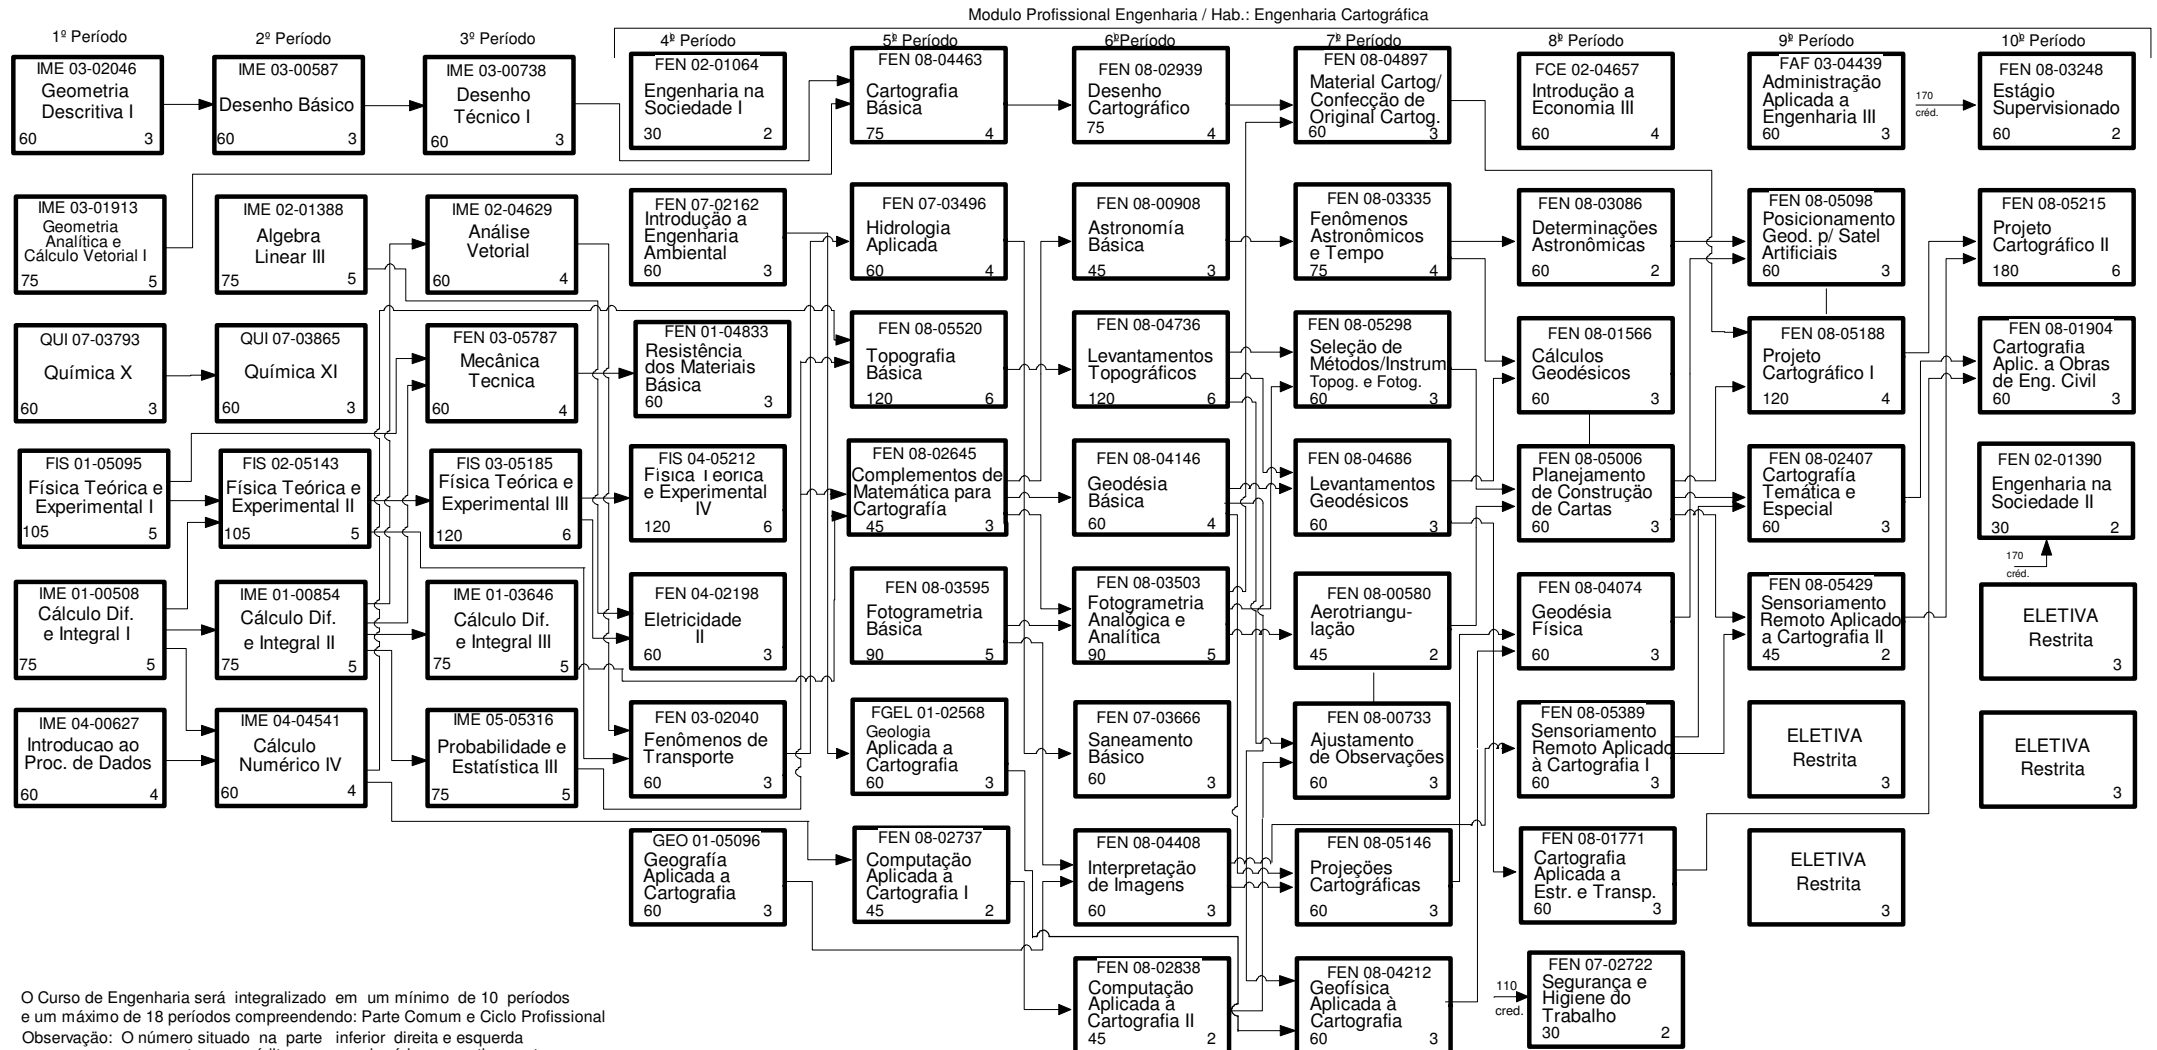 Modulo Profissional Engenharia / Hab.: Engenharia Cartográfica
1º Período
2º Período
3º Período
4º Período
5º Período
6ºPeríodo
7º Período
8º Período
9º Período
10º Período
IME 03-02046
Geometria
Descritiva I
60 3
IME 03-00587
Desenho Básico
60 3
IME 03-00738
Desenho
Técnico I
60 3
FEN 02-01064
Engenharia na
Sociedade I
30 2
FEN 08-04463
Cartografia
Básica
75 4
FEN 08-02939
Desenho
Cartográfico
75 4
FEN 08-04897
Material Cartog/
Confecção de
Original Cartog.
60 3
FCE 02-04657
Introdução a
Economia III
60 4
FAF 03-04439
Administração
Aplicada a
Engenharia III
60 3
170
créd.
FEN 08-03248
Estágio
Supervisionado
60 2
IME 03-01913
Geometria
Analítica e
Cálculo Vetorial I
75 5
IME 02-01388
Algebra
Linear III
75 5
IME 02-04629
Análise
Vetorial
60 4
FEN 07-02162
Introdução a
Engenharia
Ambiental
60 3
FEN 07-03496
Hidrologia
Aplicada
60 4
FEN 08-00908
Astronomía
Básica
45 3
FEN 08-03335
Fenômenos
Astronômicos
e Tempo
75 4
FEN 08-03086
Determinações
Astronômicas
60 2
FEN 08-05098
Posicionamento
Geod. p/ Satel
Artificiais
60 3
FEN 08-05215
Projeto
Cartográfico II
180 6
QUI 07-03793
Química X
60 3
QUI 07-03865
Química XI
60 3
FEN 03-05787
Mecânica
Tecnica
60 4
FEN 01-04833
Resistência
dos Materiais
Básica
60 3
FEN 08-05520
Topografia
Básica
120 6
FEN 08-04736
Levantamentos
Topográficos
120 6
FEN 08-05298
Seleção de
Métodos/Instrum
Topog. e Fotog.
60 3
FEN 08-01566
Cálculos
Geodésicos
60 3
FEN 08-05188
Projeto
Cartográfico I
120 4
FEN 08-01904
Cartografia
Aplic. a Obras
de Eng. Civil
60 3
FIS 01-05095
Física Teórica e
Experimental I
105 5
FIS 02-05143
Física Teórica e
Experimental II
105 5
FIS 03-05185
Física Teórica e
Experimental III
120 6
FIS 04-05212
Física Teorica
e Experimental
IV
120 6
FEN 08-02645
Complementos de
Matemática para
Cartografía
45 3
FEN 08-04146
Geodésia
Básica
60 4
FEN 08-04686
Levantamentos
Geodésicos
60 3
FEN 08-05006
Planejamento
de Construção
de Cartas
60 3
FEN 08-02407
Cartografía
Temática e
Especial
60 3
FEN 02-01390
Engenharia na
Sociedade II
30 2
170
créd.
IME 01-00508
Cálculo Dif.
e Integral I
75 5
IME 01-00854
Cálculo Dif.
e Integral II
75 5
IME 01-03646
Cálculo Dif.
e Integral III
75 5
FEN 04-02198
Eletricidade
II
60 3
FEN 08-03595
Fotogrametria
Básica
90 5
FEN 08-03503
Fotogrametria
Analógica e
Analítica
90 5
FEN 08-00580
Aerotriangu-
lação
45 2
FEN 08-04074
Geodésia
Física
60 3
FEN 08-05429
Sensoriamento
Remoto Aplicado
a Cartografia II
45 2
ELETIVA
Restrita
3
IME 04-00627
Introducao ao
Proc. de Dados
60 4
IME 04-04541
Cálculo
Numérico IV
60 4
IME 05-05316
Probabilidade e
Estatística III
75 5
FEN 03-02040
Fenômenos de
Transporte
60 3
FGEL 01-02568
Geologia
Aplicada a
Cartografia
60 3
FEN 07-03666
Saneamento
Básico
60 3
FEN 08-00733
Ajustamento
de Observações
60 3
FEN 08-05389
Sensoriamento
Remoto Aplicado
à Cartografia I
60 3
ELETIVA
Restrita
3
ELETIVA
Restrita
3
GEO 01-05096
Geografía
Aplicada a
Cartografia
60 3
FEN 08-02737
Computação
Aplicada a
Cartografia I
45 2
FEN 08-04408
Interpretação
de Imagens
60 3
FEN 08-05146
Projeções
Cartográficas
60 3
FEN 08-01771
Cartografia
Aplicada a
Estr. e Transp.
60 3
ELETIVA
Restrita
3
FEN 08-02838
Computação
Aplicada à
Cartografia II
45 2
FEN 08-04212
Geofísica
Aplicada à
Cartografia
60 3
110
cred.
FEN 07-02722
Segurança e
Higiene do
Trabalho
30 2
O Curso de Engenharia será integralizado em um mínimo de 10 períodos
e um máximo de 18 períodos compreendendo: Parte Comum e Ciclo Profissional
Observação: O número situado na parte inferior direita e esquerda